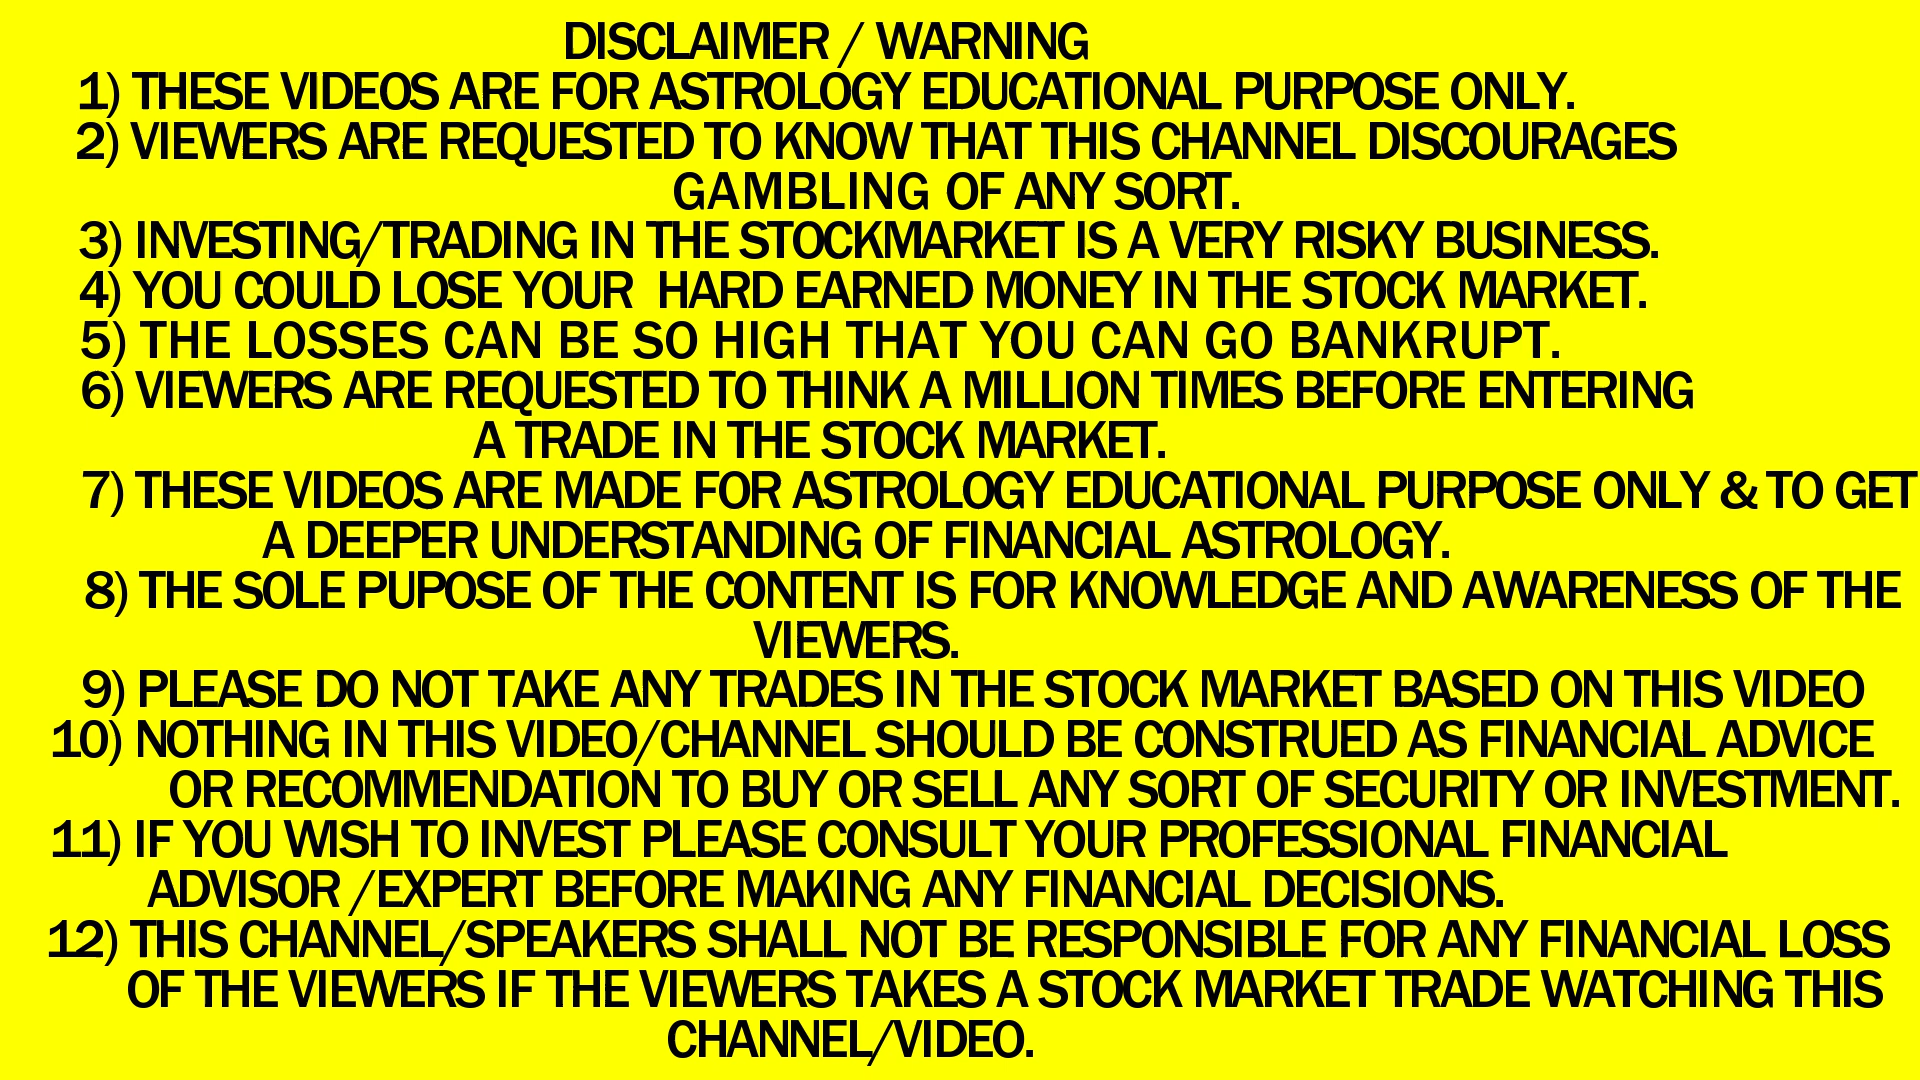 DISCLAIMER / WARNING
1) THESE VIDEOS ARE FOR ASTROLOGY EDUCATIONAL PURPOSE ONLY.
2) VIEWERS ARE REQUESTED TO KNOW THAT THIS CHANNEL DISCOURAGES
GAMBLING OF ANY SORT.
3) INVESTING/TRADING IN THE STOCKMARKET IS A VERY RISKY BUSINESS.
4) YOU COULD LOSE YOUR  HARD EARNED MONEY IN THE STOCK MARKET.
5) THE LOSSES CAN BE SO HIGH THAT YOU CAN GO BANKRUPT.
6) VIEWERS ARE REQUESTED TO THINK A MILLION TIMES BEFORE ENTERING
A TRADE IN THE STOCK MARKET.
7) THESE VIDEOS ARE MADE FOR ASTROLOGY EDUCATIONAL PURPOSE ONLY & TO GET
A DEEPER UNDERSTANDING OF FINANCIAL ASTROLOGY.
8) THE SOLE PUPOSE OF THE CONTENT IS FOR KNOWLEDGE AND AWARENESS OF THE
VIEWERS.
9) PLEASE DO NOT TAKE ANY TRADES IN THE STOCK MARKET BASED ON THIS VIDEO
10) NOTHING IN THIS VIDEO/CHANNEL SHOULD BE CONSTRUED AS FINANCIAL ADVICE
OR RECOMMENDATION TO BUY OR SELL ANY SORT OF SECURITY OR INVESTMENT.
11) IF YOU WISH TO INVEST PLEASE CONSULT YOUR PROFESSIONAL FINANCIAL
ADVISOR /EXPERT BEFORE MAKING ANY FINANCIAL DECISIONS.
12) THIS CHANNEL/SPEAKERS SHALL NOT BE RESPONSIBLE FOR ANY FINANCIAL LOSS
OF THE VIEWERS IF THE VIEWERS TAKES A STOCK MARKET TRADE WATCHING THIS
CHANNEL/VIDEO.